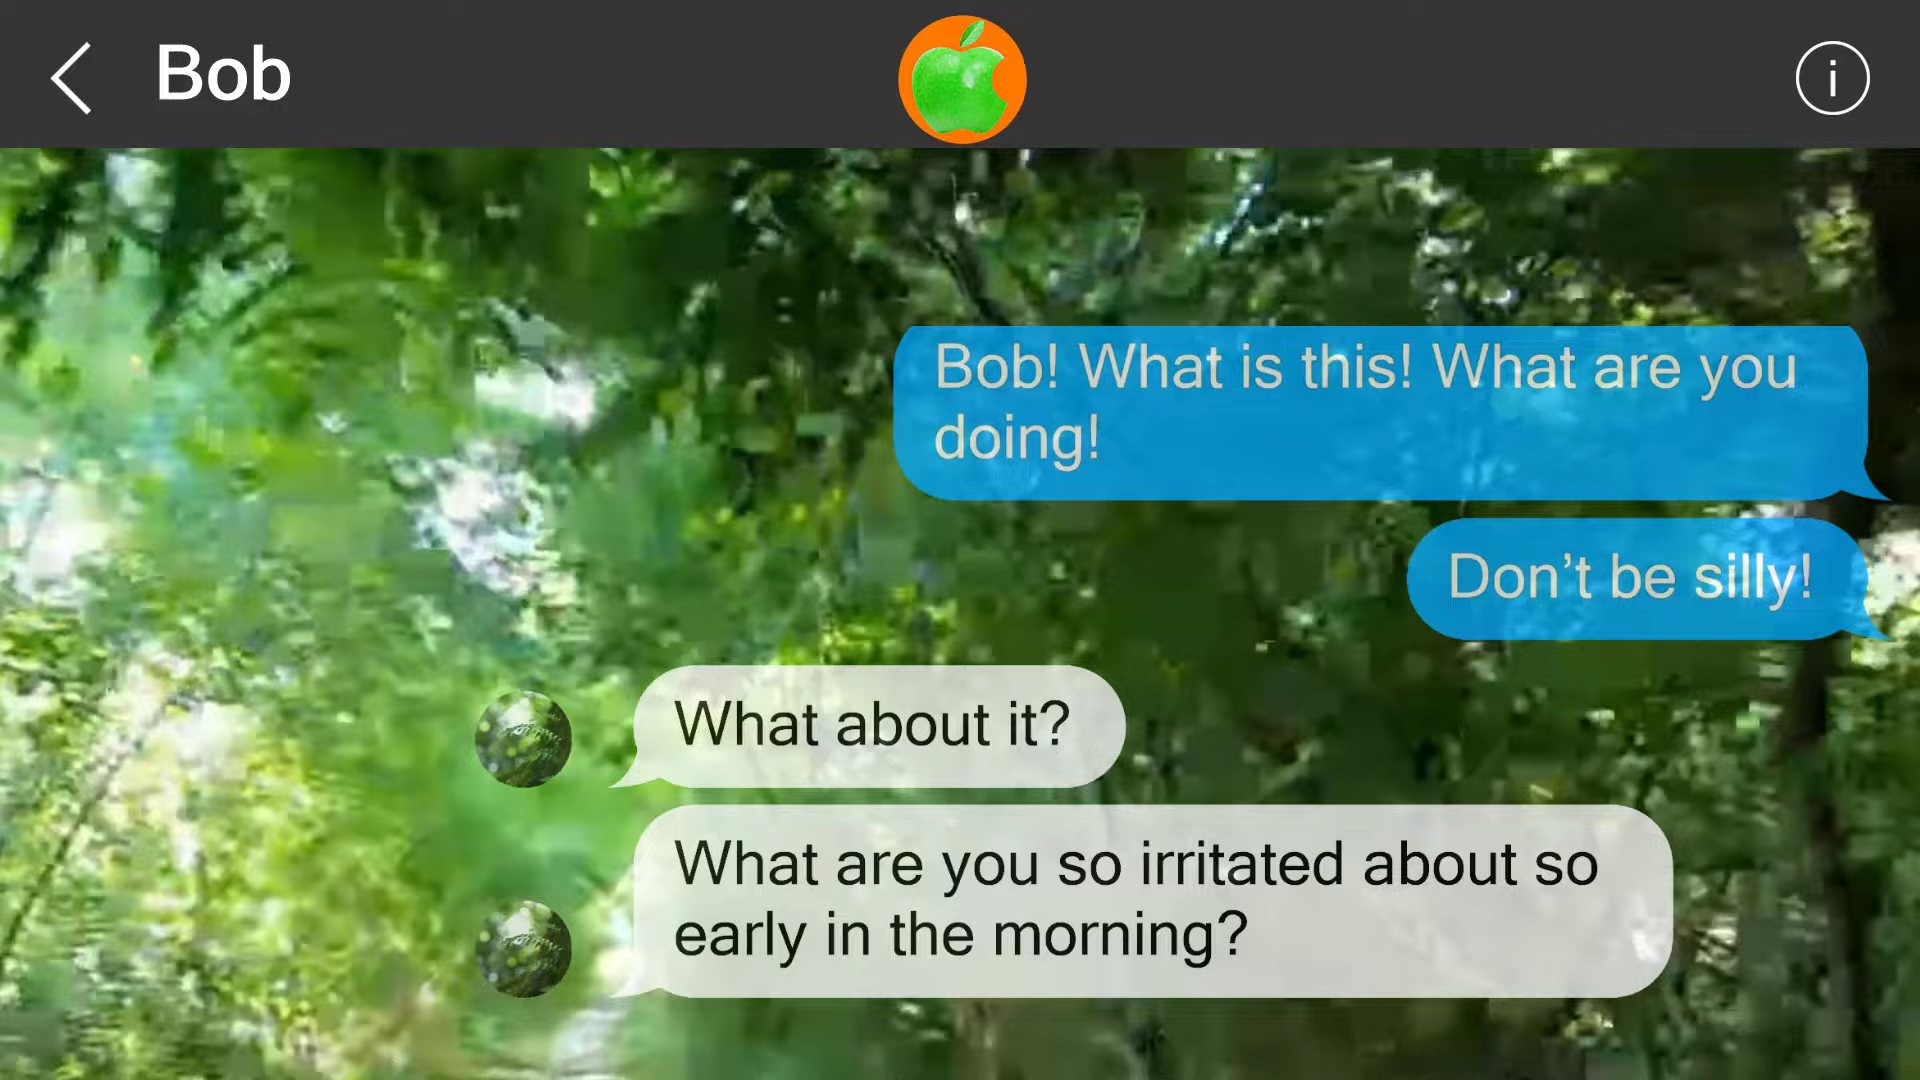 Bob
Bob! What is this! What are you
doing!
Don’t be silly!
What about it?
What are you so irritated about so
early in the morning?